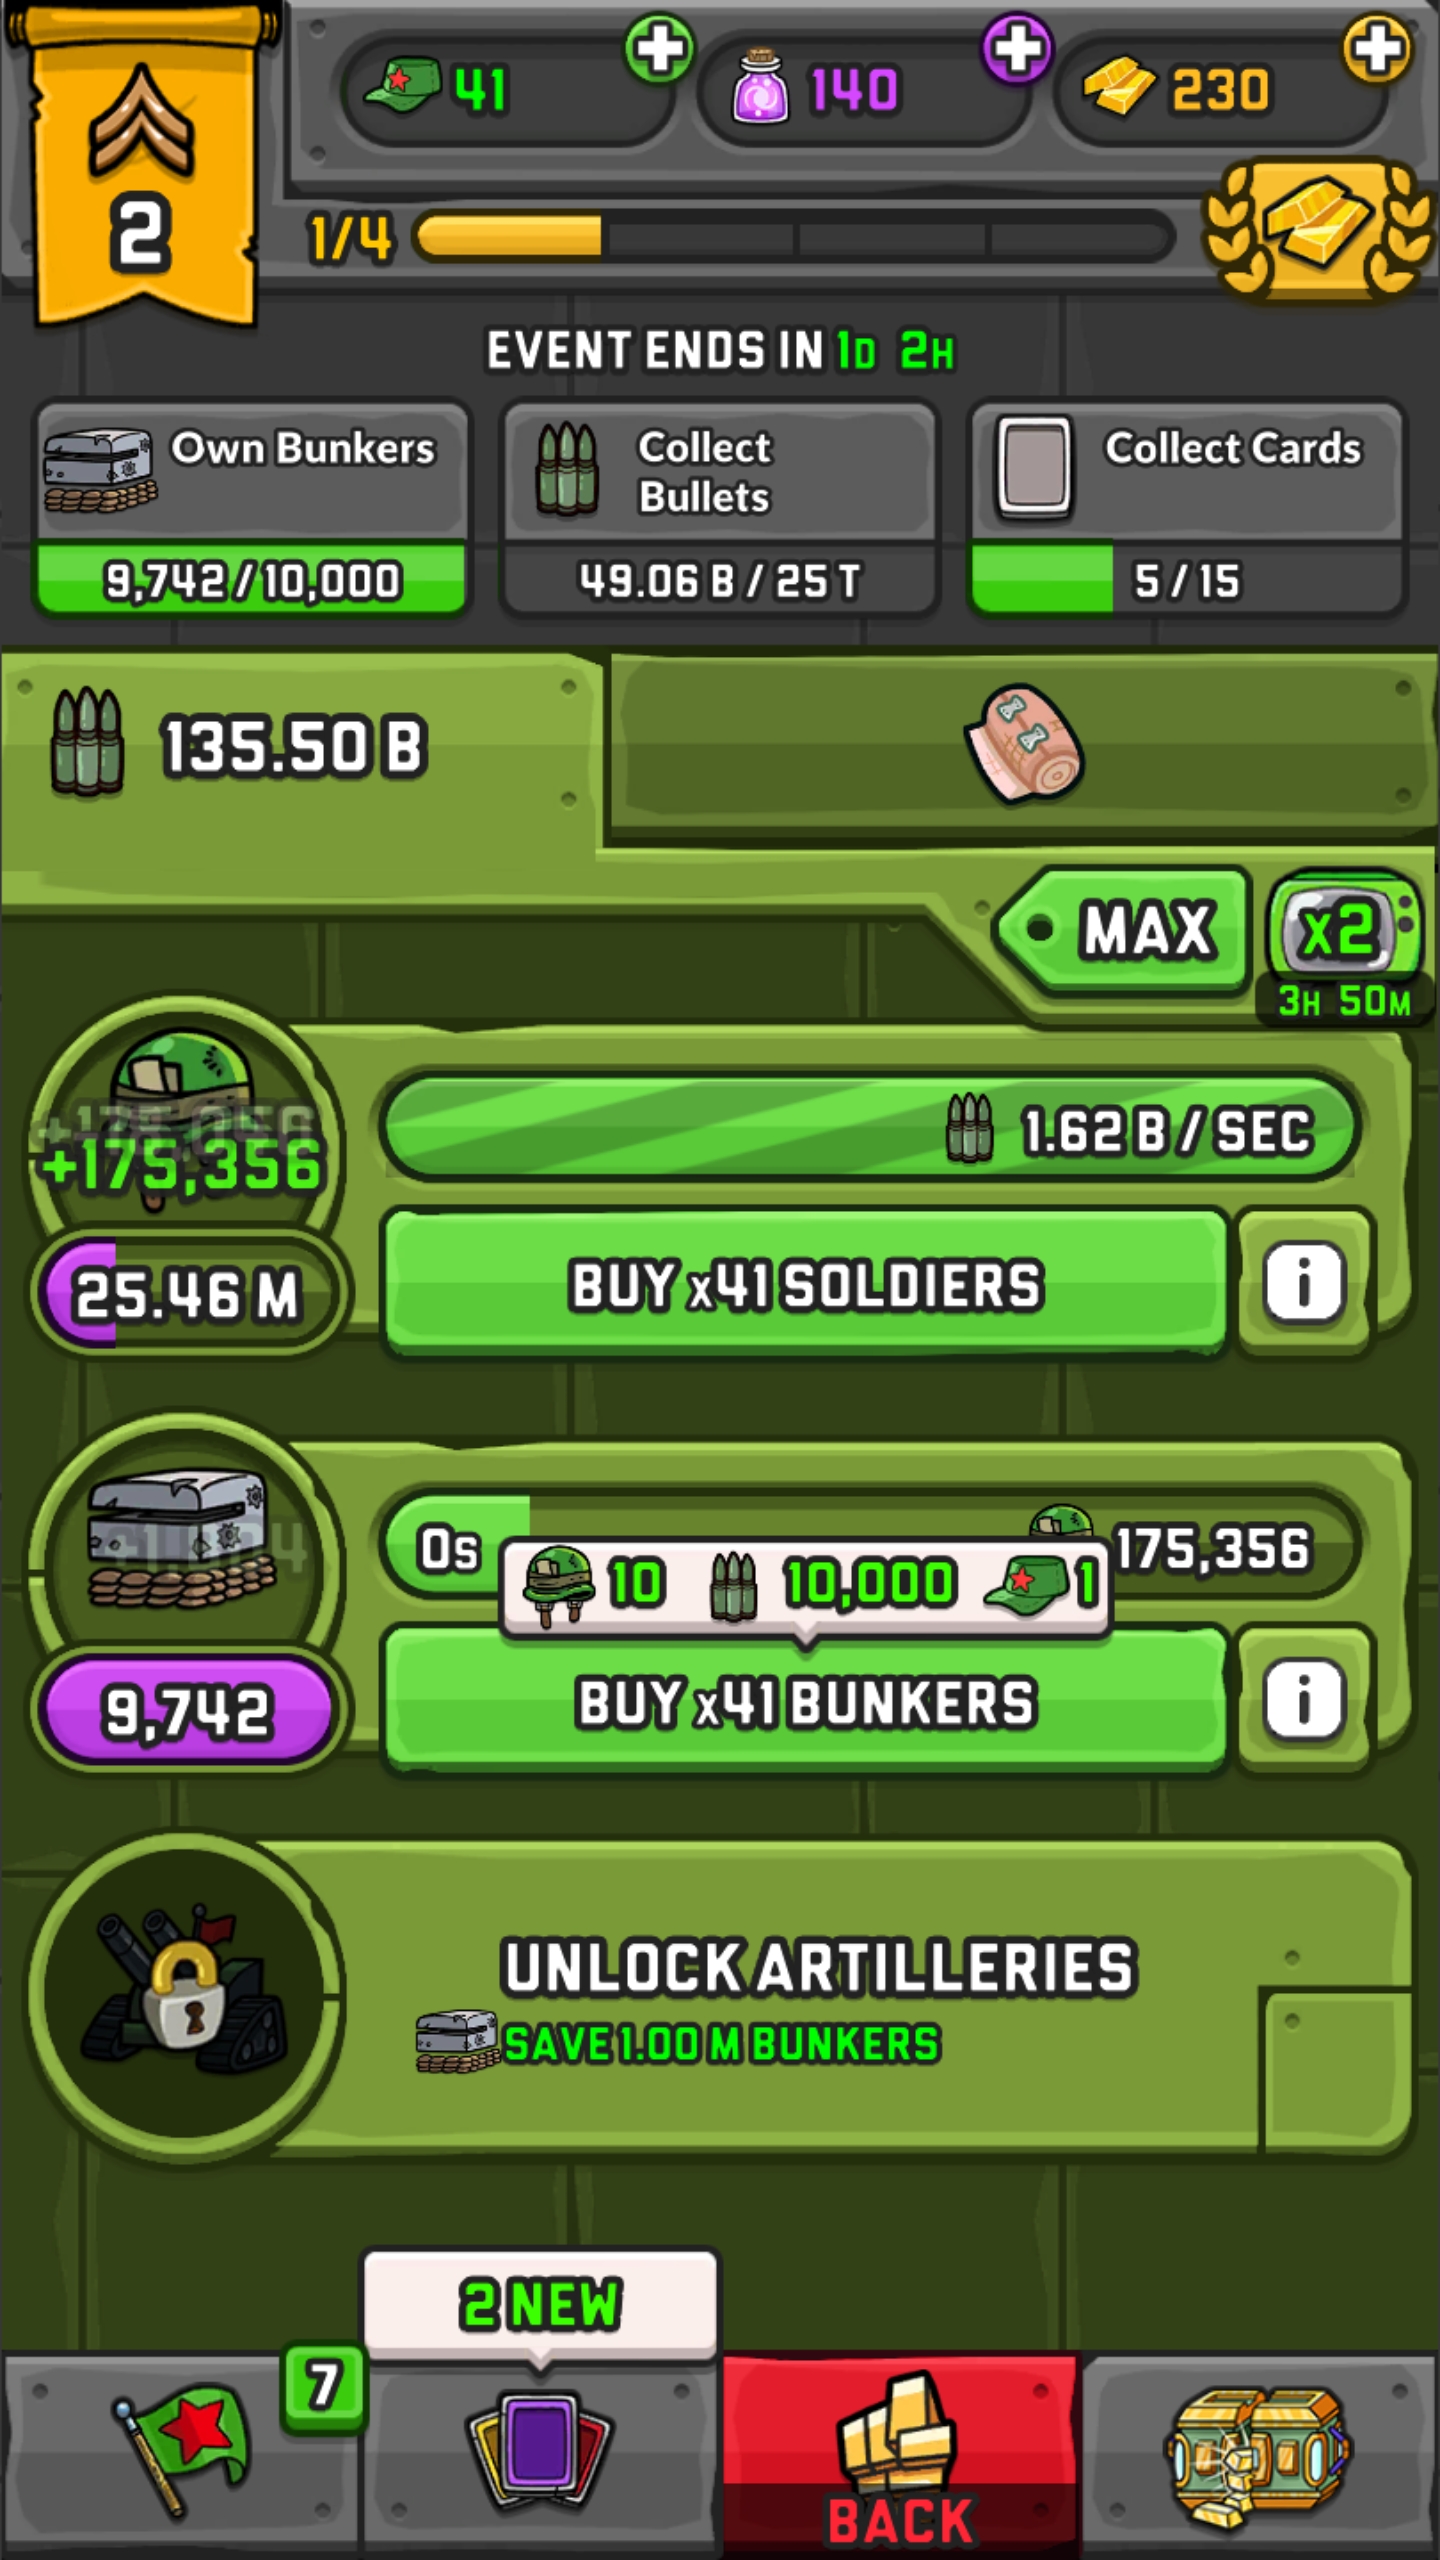 41
140
230
2
1/4
EVENT ENDS IN 1D 2H
Own Bunkers
9,742/10,000
Collect
Bullets
49.06 B / 25 T
Collect Cards
5/15
135.50 B
MAX
x2
3H 50M
+175,356
1.62 B / SEC
25.46 M
BUY x41 SOLDIERS
i
0s
175,356
10
10,000
1
9,742
BUY x41 BUNKERS
i
UNLOCK ARTILLERIES
SAVE 1.00 M BUNKERS
2 NEW
7
BACK